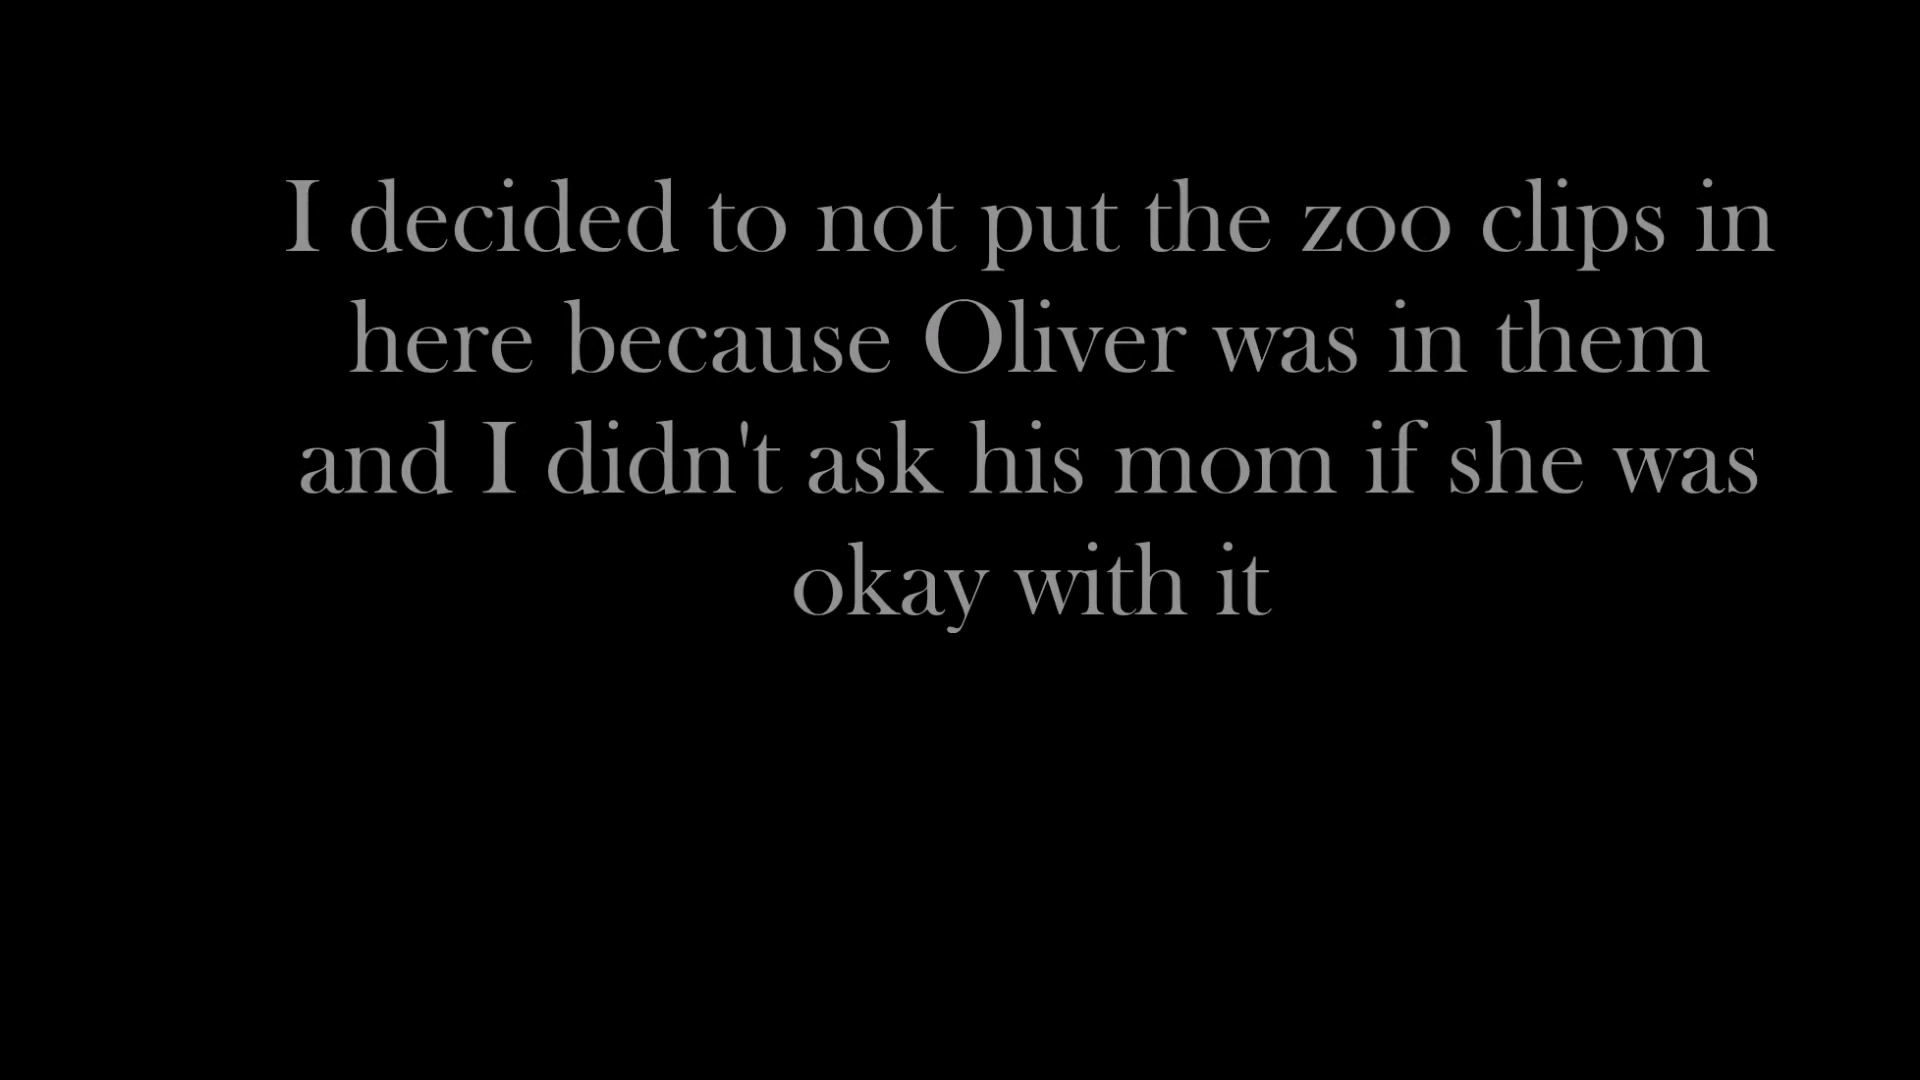 I decided to not put the zoo clips in
here because Oliver was in them
and I didn't ask his mom if she was
okay with it